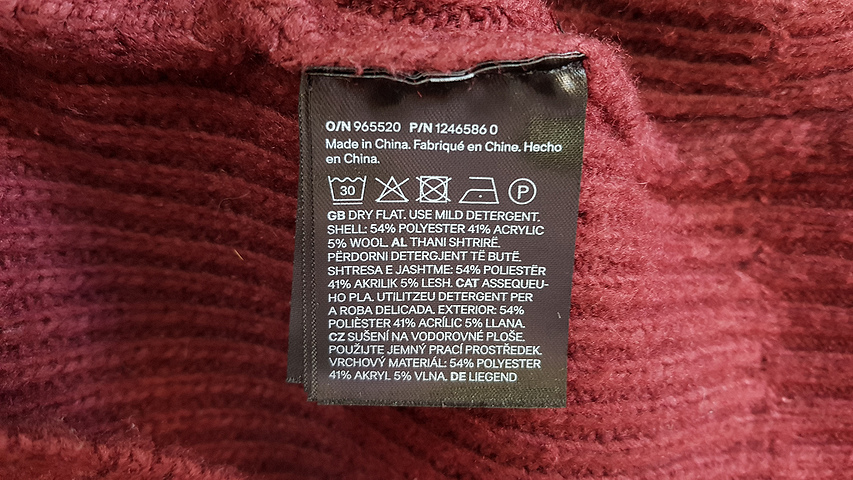 O/N 965520 P/N 1246586 0
Made in China. Fabriqué en Chine. Hecho
en China.
30 P
GB DRY FLAT. USE MILD DETERGENT.
SHELL: 54% POLYESTER 41% ACRYLIC
5% WOOL. AL THANI SHTRIRË.
PËRDORNI DETERGJENT TË BUTË.
SHTRESA E JASHTME: 54% POLIESTËR
41% AKRILIK 5% LESH. CAT ASSEQUEU-
HO PLA. UTILITZEU DETERGENT PER
A ROBA DELICADA. EXTERIOR: 54%
POLIÈSTER 41% ACRÍLIC 5% LLANA.
CZ SUŠENÍ NA VODOROVNÉ PLOŠE.
POUŽIJTE JEMNÝ PRACÍ PROSTŘEDEK.
VRCHOVÝ MATERIÁL: 54% POLYESTER
41% AKRYL 5% VLNA. DE LIEGEND